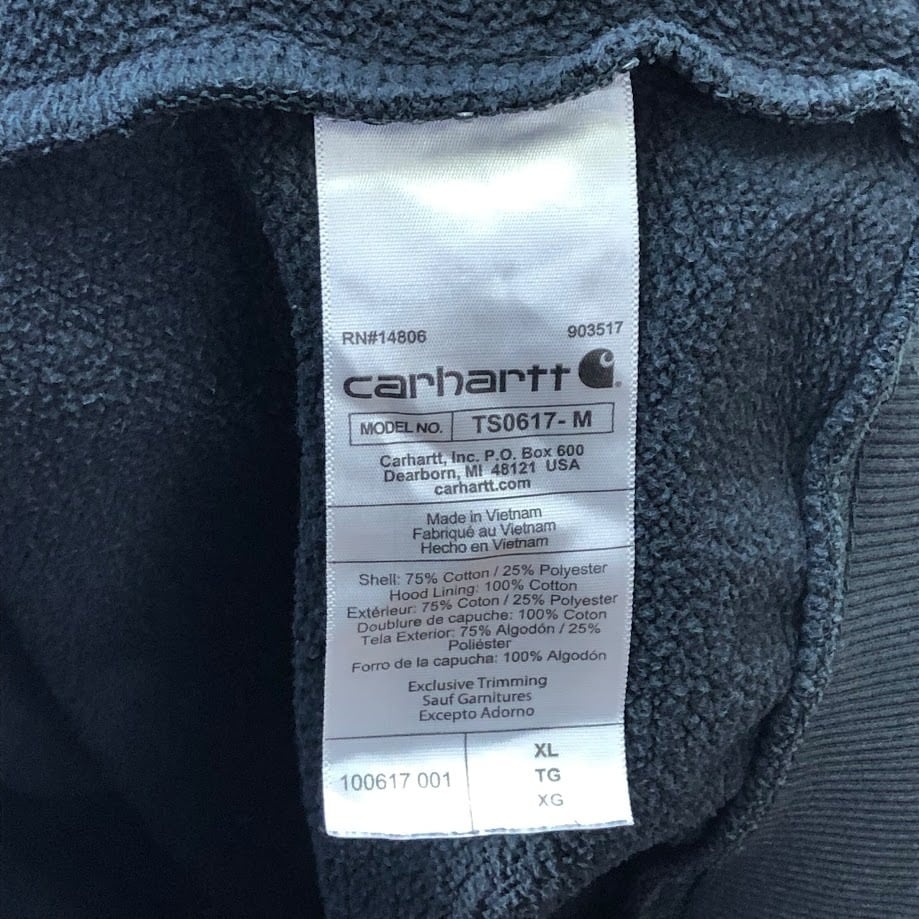 RN#14806 903517
carhartt
MODEL NO. TS0617-M
Carhartt, Inc. P.O. Box 600
Dearborn, MI 48121 USA
carhartt.com
Made in Vietnam
Fabriqué au Vietnam
Hecho en Vietnam
Shell: 75% Cotton / 25% Polyester
Hood Lining: 100% Cotton
Extérieur: 75% Coton / 25% Polyester
Doublure de capuche: 100% Coton
Tela Exterior: 75% Algodón / 25%
Poliéster
Forro de la capucha: 100% Algodón
Exclusive Trimming
Sauf Garnitures
Excepto Adorno
100617 001
XL
TG
XG